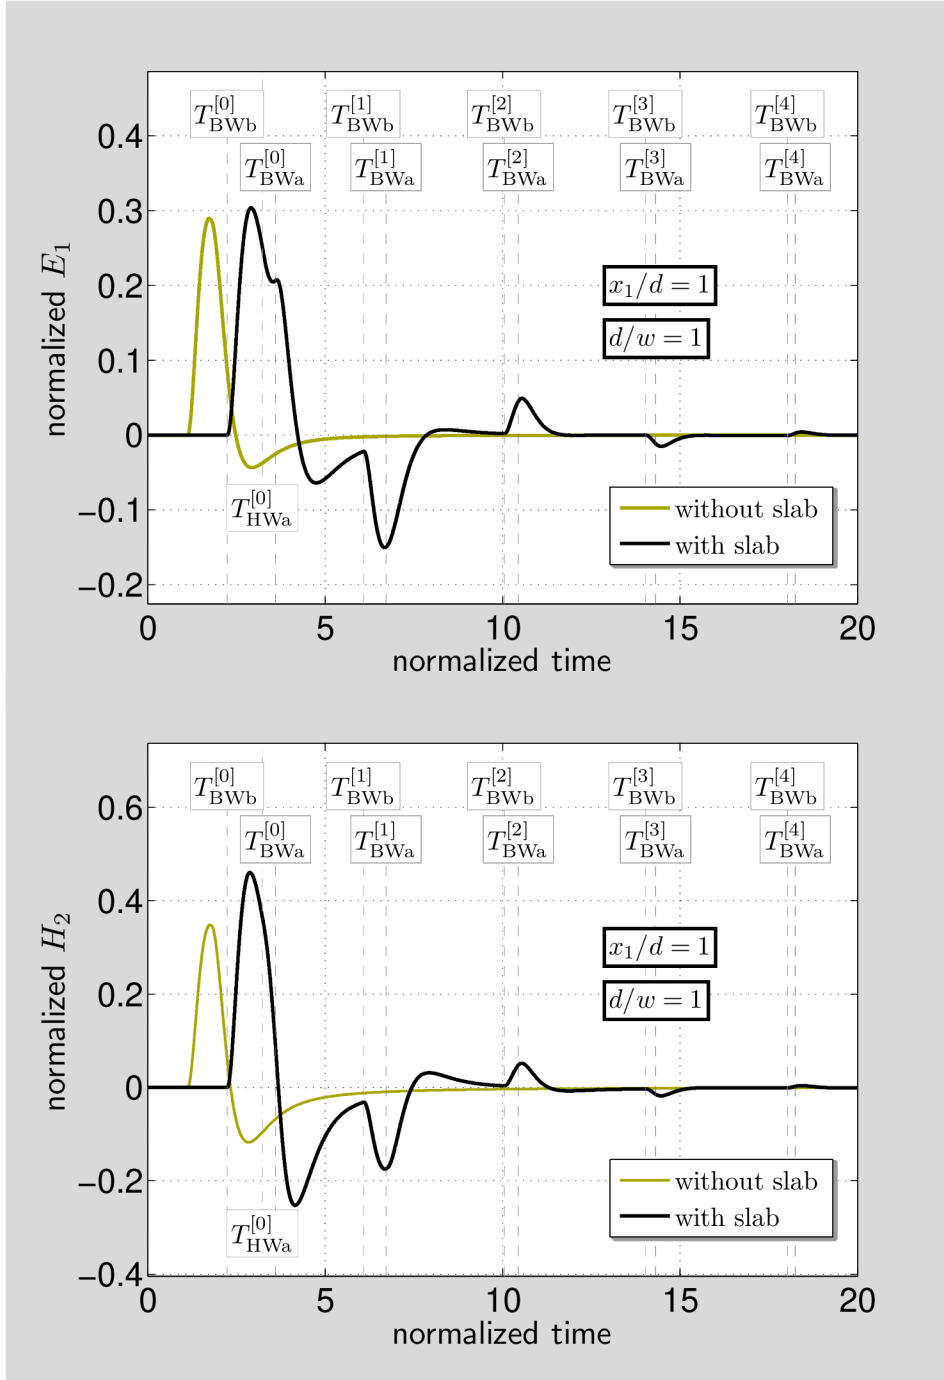 T_BWb^[0] T_BWb^[1] T_BWb^[2] T_BWb^[3] T_BWb^[4]
T_BWa^[0] T_BWa^[1] T_BWa^[2] T_BWa^[3] T_BWa^[4]
0.4
0.3
0.2
0.1
0
−0.1
−0.2
normalized E₁
x₁/d = 1
d/w = 1
T_HWa^[0]
without slab
with slab
0 5 10 15 20
normalized time
T_BWb^[0] T_BWb^[1] T_BWb^[2] T_BWb^[3] T_BWb^[4]
T_BWa^[0] T_BWa^[1] T_BWa^[2] T_BWa^[3] T_BWa^[4]
0.6
0.4
0.2
0
−0.2
−0.4
normalized H₂
x₁/d = 1
d/w = 1
T_HWa^[0]
without slab
with slab
0 5 10 15 20
normalized time